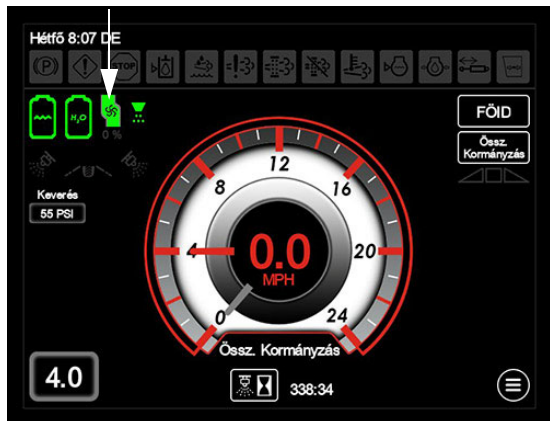 Hétfő 8:07 DE
(P)
STOP
H₂O
0 %
FÖlD
Össz.
Kormányzás
Keverés
55 PSI
0
4
8
12
16
20
24
0.0
MPH
Össz. Kormányzás
4.0
338:34